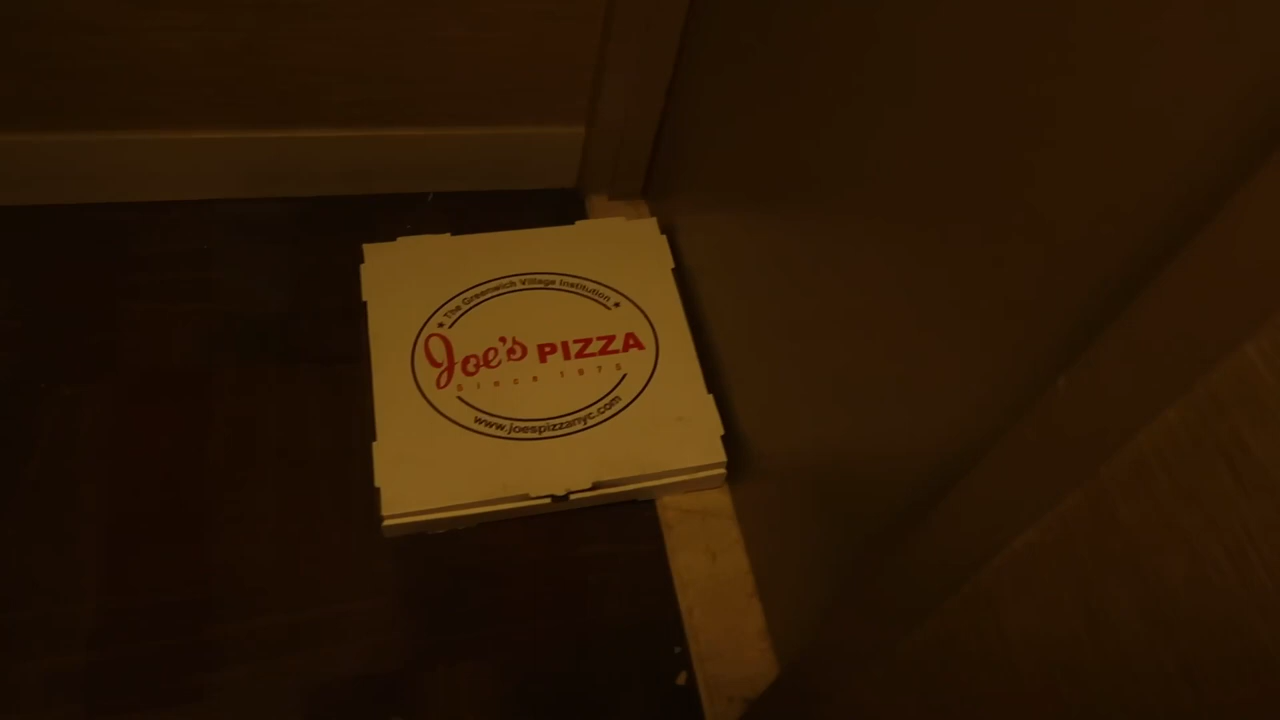 ★ The Greenwich Village Institution ★
Joe's PIZZA
Since 1975
www.joespizzanyc.com